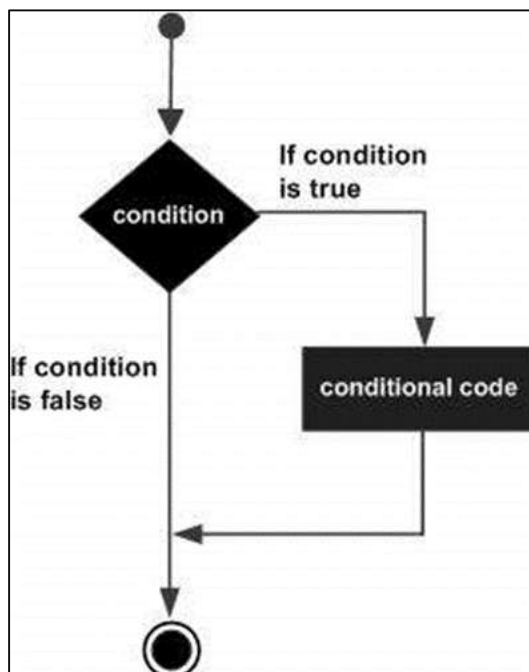 If condition
is true
condition
If condition
is false
conditional code